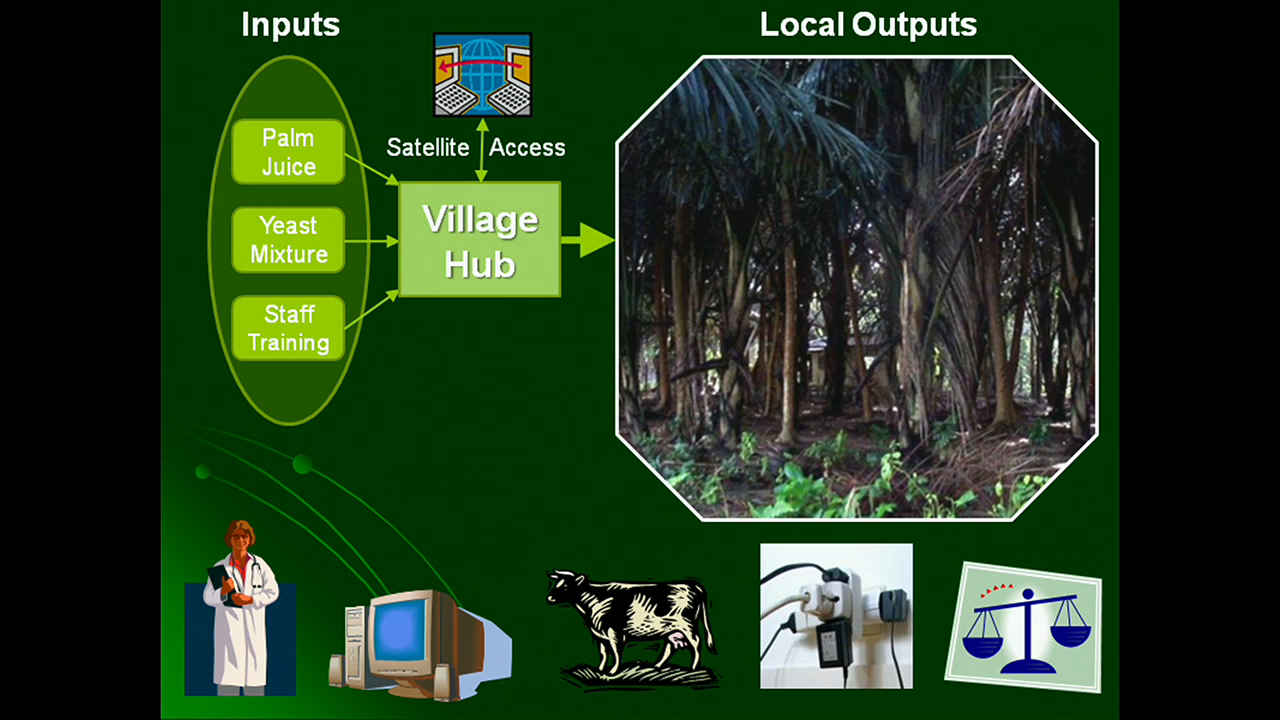 Inputs
Local Outputs
Satellite Access
Palm
Juice
Yeast
Mixture
Staff
Training
Village
Hub